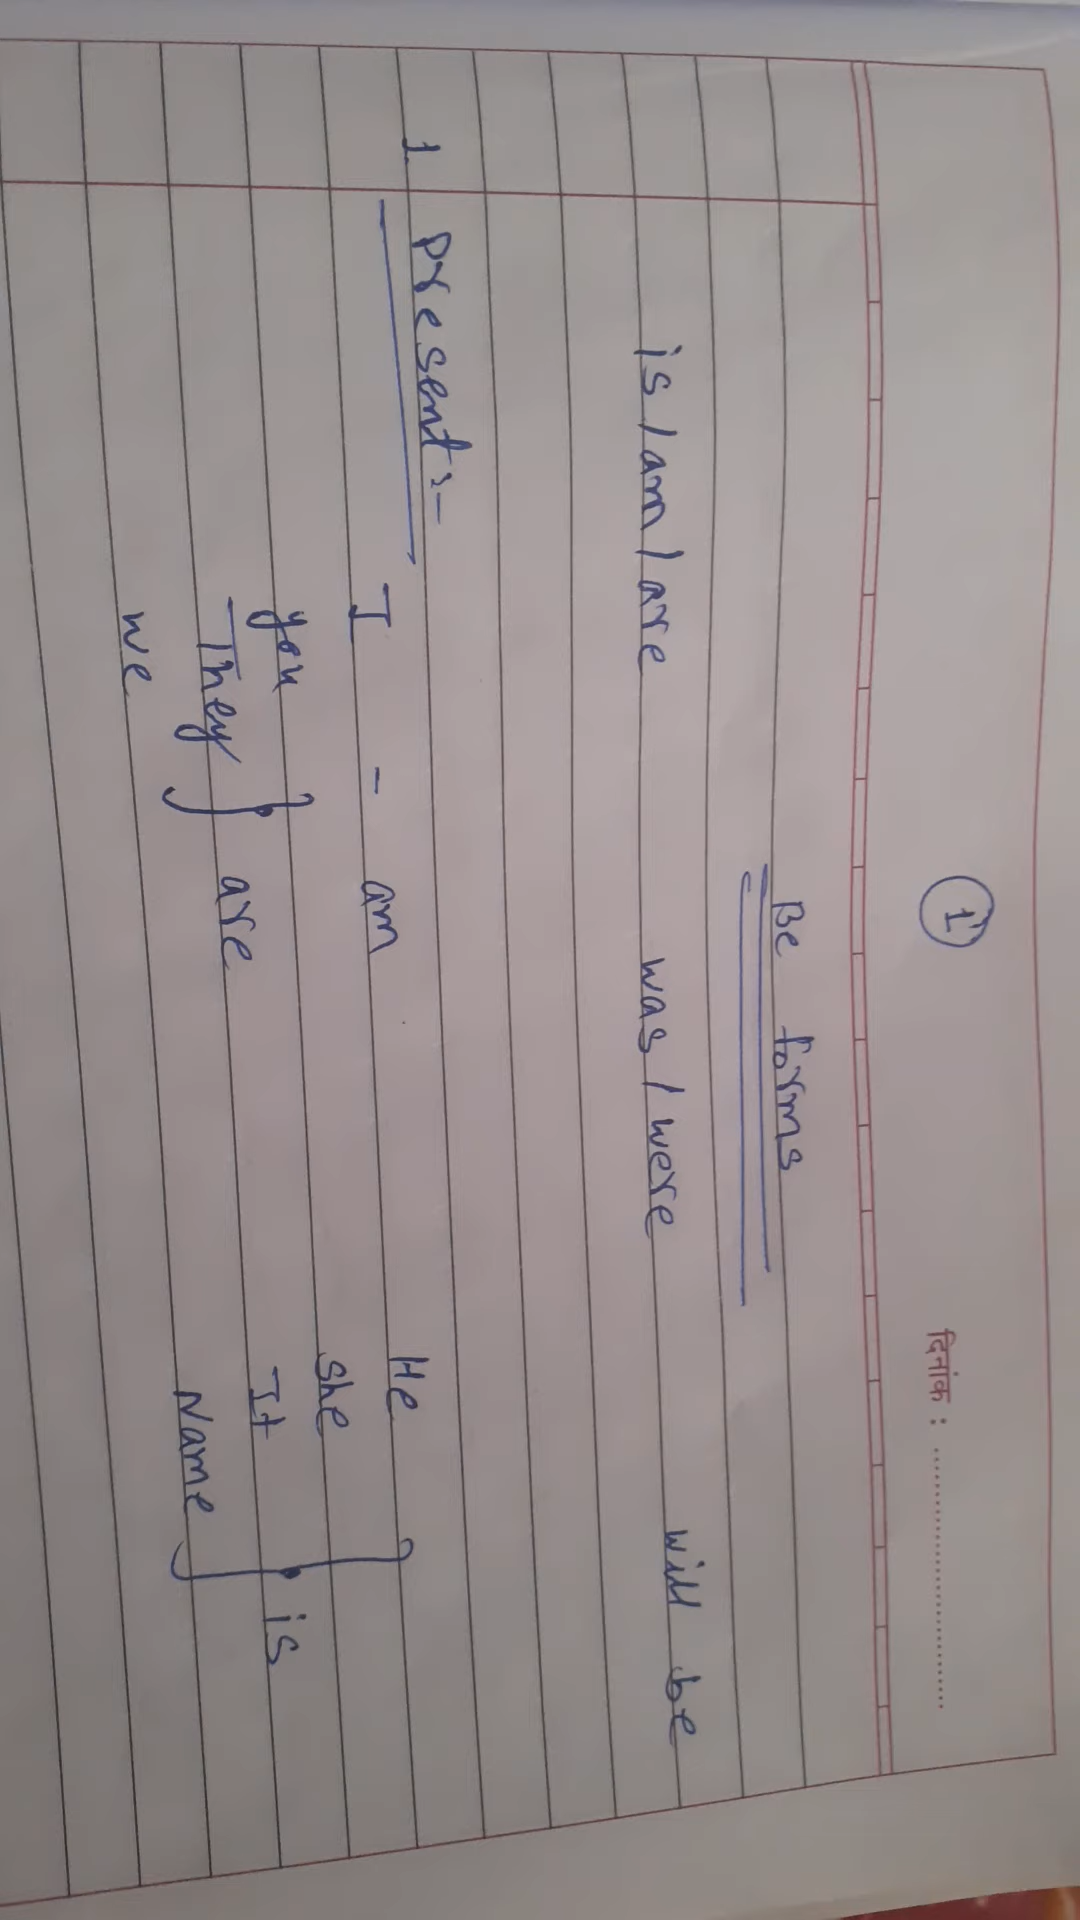 1
दिनांक : ........................
Be forms
is / am / are was / were will be
1. Present :-
I - am He
you She
They } are It } is
we Name